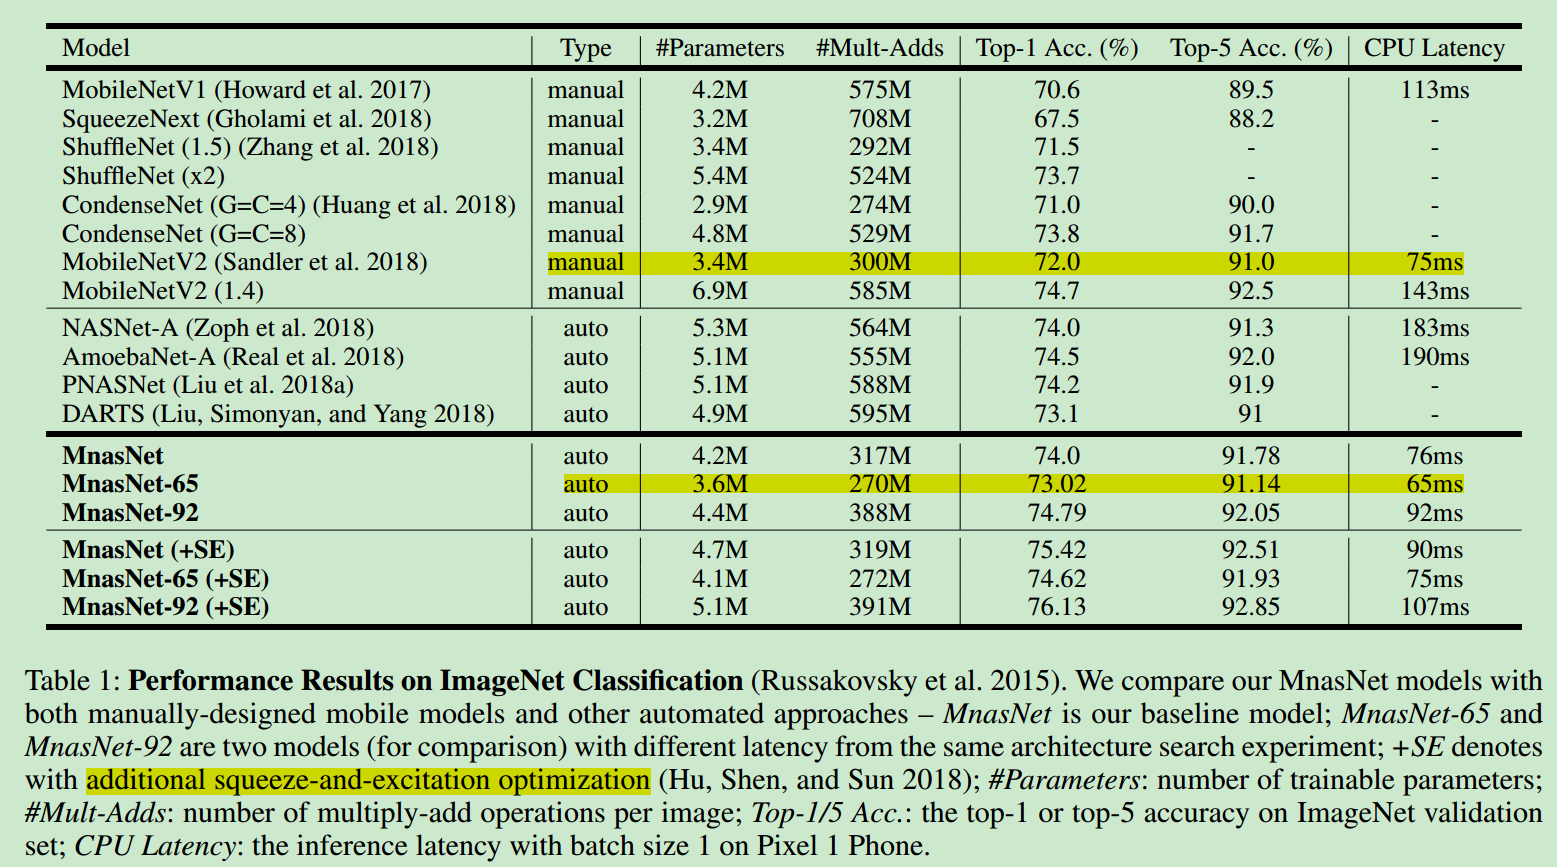 Model Type #Parameters #Mult-Adds Top-1 Acc. (%) Top-5 Acc. (%) CPU Latency
MobileNetV1 (Howard et al. 2017) manual 4.2M 575M 70.6 89.5 113ms
SqueezeNext (Gholami et al. 2018) manual 3.2M 708M 67.5 88.2 -
ShuffleNet (1.5) (Zhang et al. 2018) manual 3.4M 292M 71.5 - -
ShuffleNet (x2) manual 5.4M 524M 73.7 - -
CondenseNet (G=C=4) (Huang et al. 2018) manual 2.9M 274M 71.0 90.0 -
CondenseNet (G=C=8) manual 4.8M 529M 73.8 91.7 -
MobileNetV2 (Sandler et al. 2018) manual 3.4M 300M 72.0 91.0 75ms
MobileNetV2 (1.4) manual 6.9M 585M 74.7 92.5 143ms
NASNet-A (Zoph et al. 2018) auto 5.3M 564M 74.0 91.3 183ms
AmoebaNet-A (Real et al. 2018) auto 5.1M 555M 74.5 92.0 190ms
PNASNet (Liu et al. 2018a) auto 5.1M 588M 74.2 91.9 -
DARTS (Liu, Simonyan, and Yang 2018) auto 4.9M 595M 73.1 91 -
MnasNet auto 4.2M 317M 74.0 91.78 76ms
MnasNet-65 auto 3.6M 270M 73.02 91.14 65ms
MnasNet-92 auto 4.4M 388M 74.79 92.05 92ms
MnasNet (+SE) auto 4.7M 319M 75.42 92.51 90ms
MnasNet-65 (+SE) auto 4.1M 272M 74.62 91.93 75ms
MnasNet-92 (+SE) auto 5.1M 391M 76.13 92.85 107ms
Table 1: Performance Results on ImageNet Classification (Russakovsky et al. 2015). We compare our MnasNet models with
both manually-designed mobile models and other automated approaches – MnasNet is our baseline model; MnasNet-65 and
MnasNet-92 are two models (for comparison) with different latency from the same architecture search experiment; +SE denotes
with additional squeeze-and-excitation optimization (Hu, Shen, and Sun 2018); #Parameters: number of trainable parameters;
#Mult-Adds: number of multiply-add operations per image; Top-1/5 Acc.: the top-1 or top-5 accuracy on ImageNet validation
set; CPU Latency: the inference latency with batch size 1 on Pixel 1 Phone.